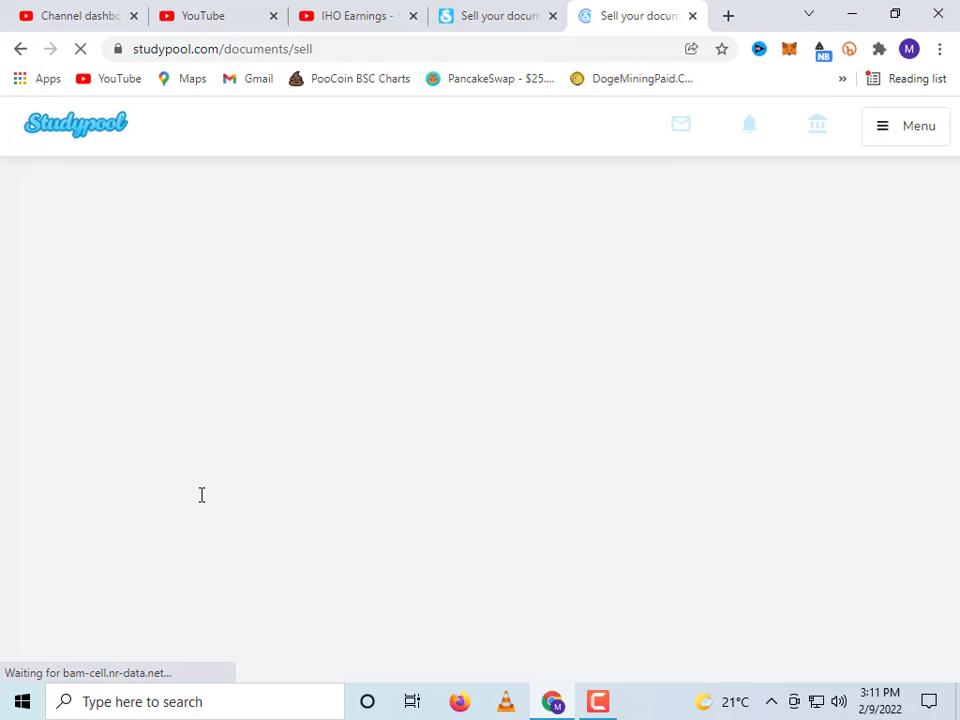 Channel dashbo
YouTube
IHO Earnings - Y
Sell your docum
Sell your docum
studypool.com/documents/sell
M
Apps
YouTube
Maps
Gmail
PooCoin BSC Charts
PancakeSwap - $25....
DogeMiningPaid.C...
»
Reading list
NB
Studypool
Menu
Waiting for bam-cell.nr-data.net...
Type here to search
21°C
3:11 PM
2/9/2022